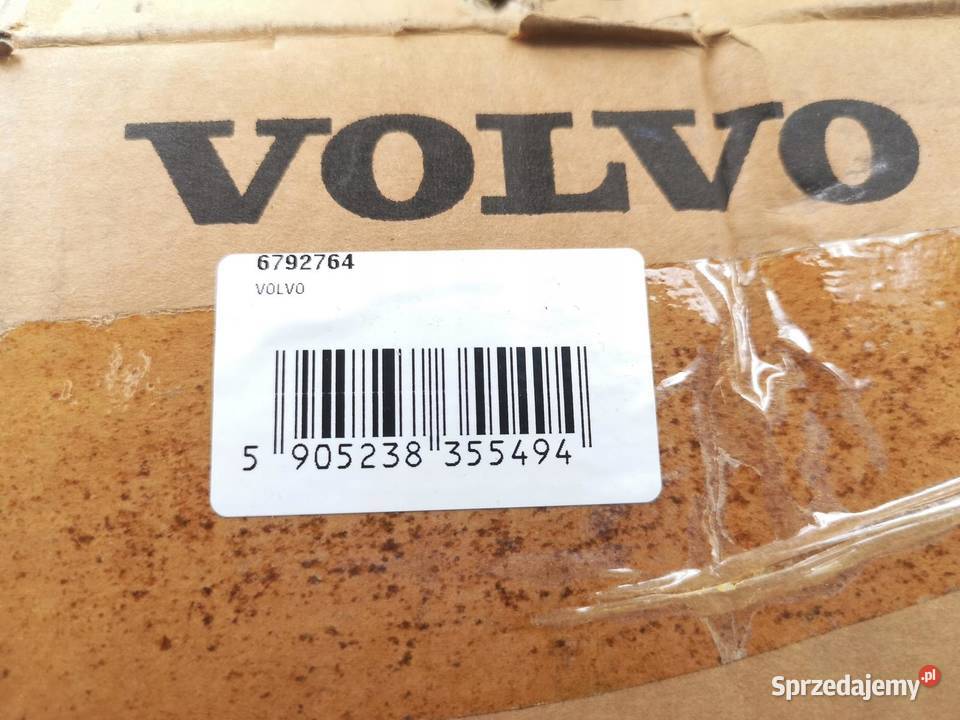 VOLVO
6792764
VOLVO
5 905238 355494
Sprzedajemy.pl